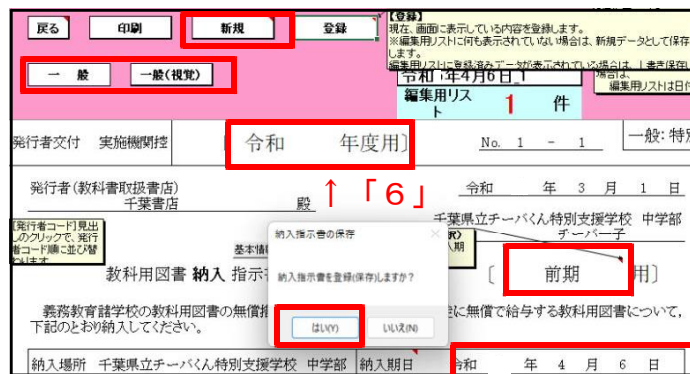 戻る 印刷 新規 登録
【登録】
現在、画面に表示している内容を登録します。
※編集用リストに何も表示されていない場合は、新規データとして保存
します。
編集用リストに登録済みデータが表示されている場合は、上書き保存し
場合は、
編集用リストは日付
一 般 一般(視覚)
令和 年4月6日_1
編集用リス
ト 1 件
発行者交付 実施機関控 令和 年度用〕 No. 1 - 1 一般:特別
↑「6」
発行者(教科書取扱書店) 令和 年 3 月 1 日
千葉書店 殿
千葉県立チーバくん特別支援学校 中学部
チーバー子
[発行者コード]見出
しのクリックで、発行
者コード順に並び替
わります
基本情
教科用図書 納入 指示 〔 前期 用〕
納入指示書の保存
納入指示書を登録(保存)しますか?
はい(Y) いいえ(N)
義務教育諸学校の教科用図書の無償措 に無償で給与する教科用図書について,
下記のとおり納入してください。
納入場所 千葉県立チーバくん特別支援学校 中学部 納入期日 令和 年 4 月 6 日